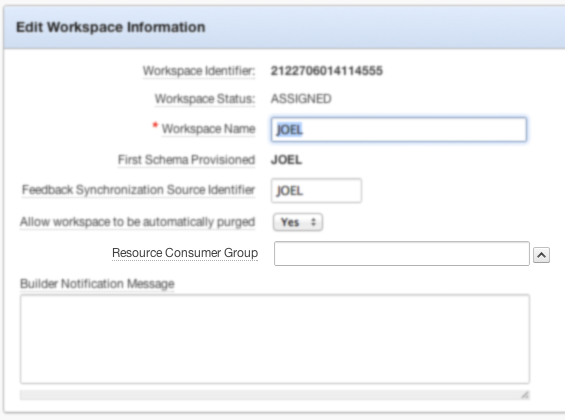 Edit Workspace Information
Workspace Identifier: 2122706014114555
Workspace Status: ASSIGNED
* Workspace Name JOEL
First Schema Provisioned JOEL
Feedback Synchronization Source Identifier JOEL
Allow workspace to be automatically purged Yes
Resource Consumer Group
Builder Notification Message